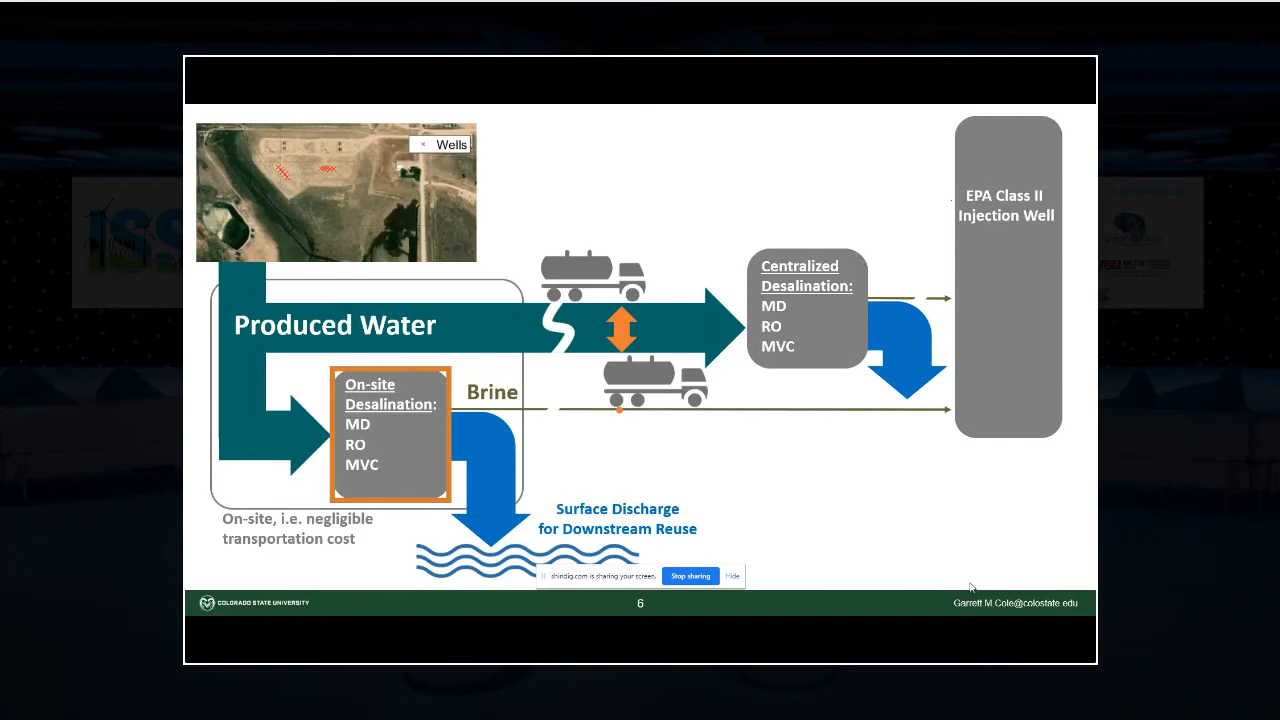 Wells
EPA Class II
Injection Well
Centralized
Desalination:
MD
RO
MVC
Produced Water
On-site
Desalination:
MD
RO
MVC
Brine
On-site, i.e. negligible
transportation cost
Surface Discharge
for Downstream Reuse
shindig.com is sharing your screen.
Stop sharing
Hide
COLORADO STATE UNIVERSITY
6
Garrett.M.Cole@colostate.edu
ISS